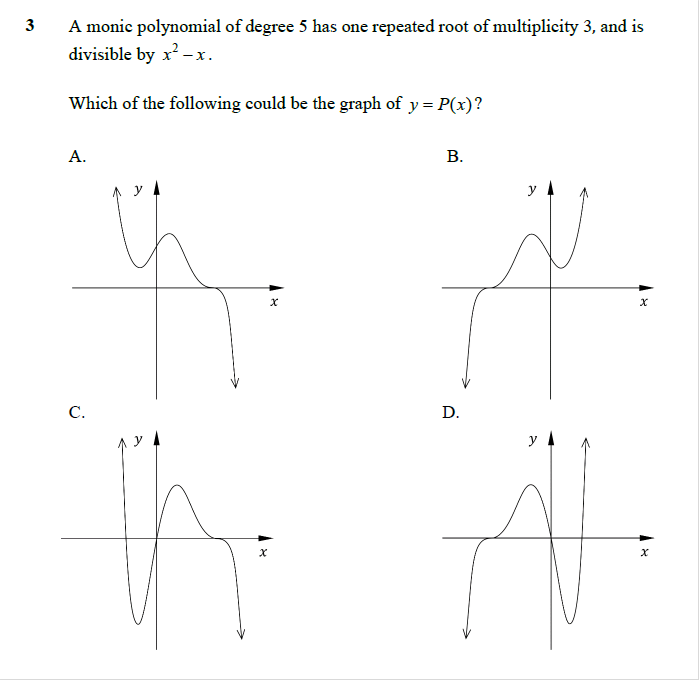 3 A monic polynomial of degree 5 has one repeated root of multiplicity 3, and is
divisible by x² – x.
Which of the following could be the graph of y = P(x)?
A. B.
y y
x x
C. D.
y y
x x